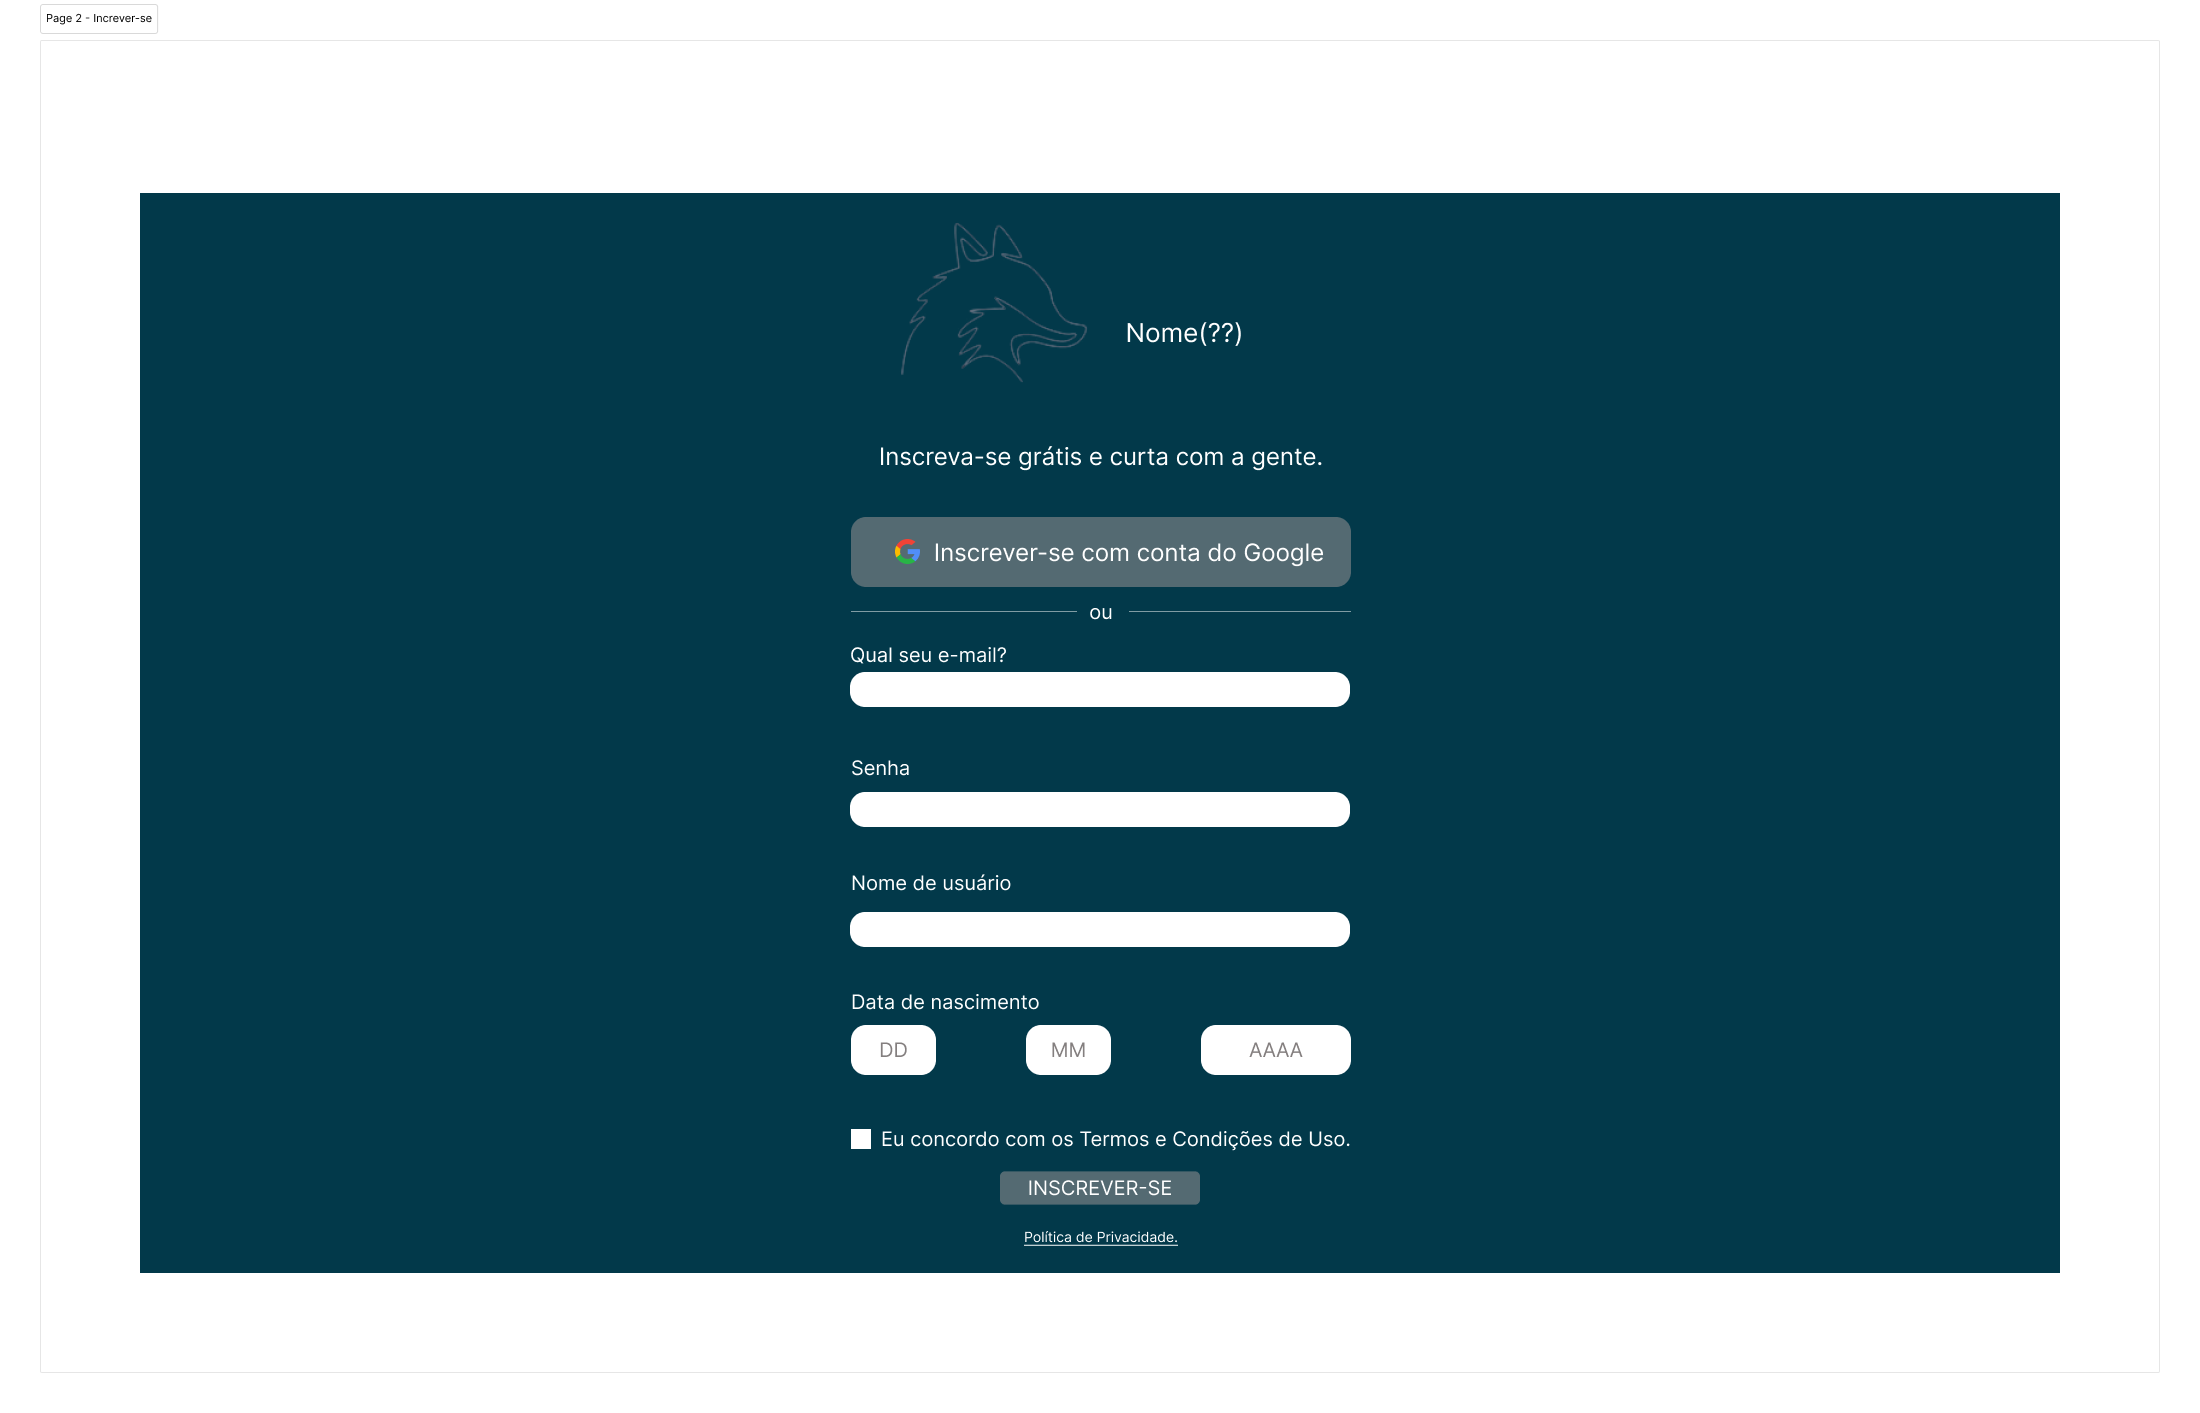 Page 2 - Increver-se
Nome(??)
Inscreva-se grátis e curta com a gente.
Inscrever-se com conta do Google
ou
Qual seu e-mail?
Senha
Nome de usuário
Data de nascimento
DD MM AAAA
Eu concordo com os Termos e Condições de Uso.
INSCREVER-SE
Política de Privacidade.